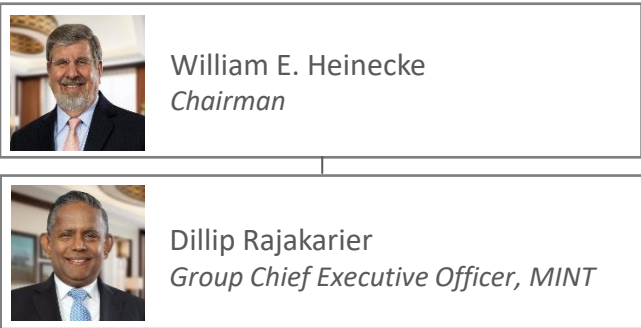 William E. Heinecke
Chairman
Dillip Rajakarier
Group Chief Executive Officer, MINT